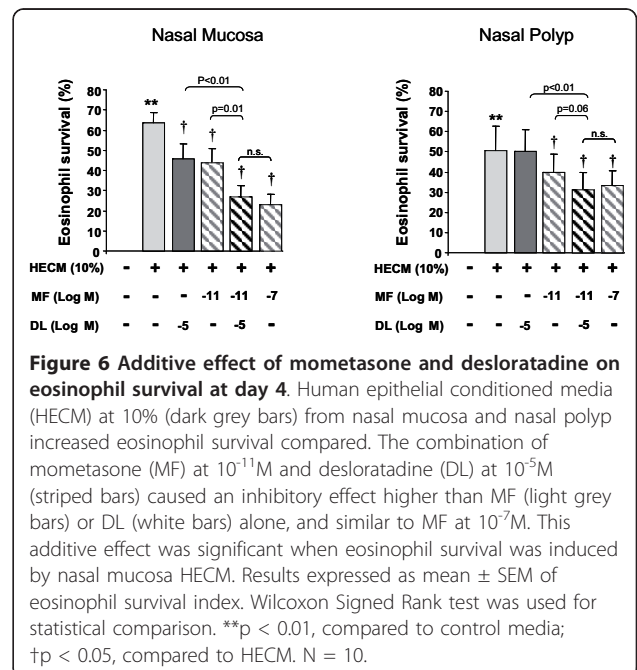 Nasal Mucosa
Nasal Polyp
Eosinophil survival (%)
80
70
60
50
40
30
20
10
0
**
†
†
†
†
P<0.01
p=0.01
n.s.
HECM (10%) - + + + + +
MF (Log M) - - - -11 -11 -7
DL (Log M) - - -5 - -5 -
Eosinophil survival (%)
80
70
60
50
40
30
20
10
0
**
†
†
†
p<0.01
p=0.06
n.s.
HECM (10%) - + + + + +
MF (Log M) - - - -11 -11 -7
DL (Log M) - - -5 - -5 -
Figure 6 Additive effect of mometasone and desloratadine on
eosinophil survival at day 4. Human epithelial conditioned media
(HECM) at 10% (dark grey bars) from nasal mucosa and nasal polyp
increased eosinophil survival compared. The combination of
mometasone (MF) at 10⁻¹¹M and desloratadine (DL) at 10⁻⁵M
(striped bars) caused an inhibitory effect higher than MF (light grey
bars) or DL (white bars) alone, and similar to MF at 10⁻⁷M. This
additive effect was significant when eosinophil survival was induced
by nasal mucosa HECM. Results expressed as mean ± SEM of
eosinophil survival index. Wilcoxon Signed Rank test was used for
statistical comparison. **p < 0.01, compared to control media;
†p < 0.05, compared to HECM. N = 10.